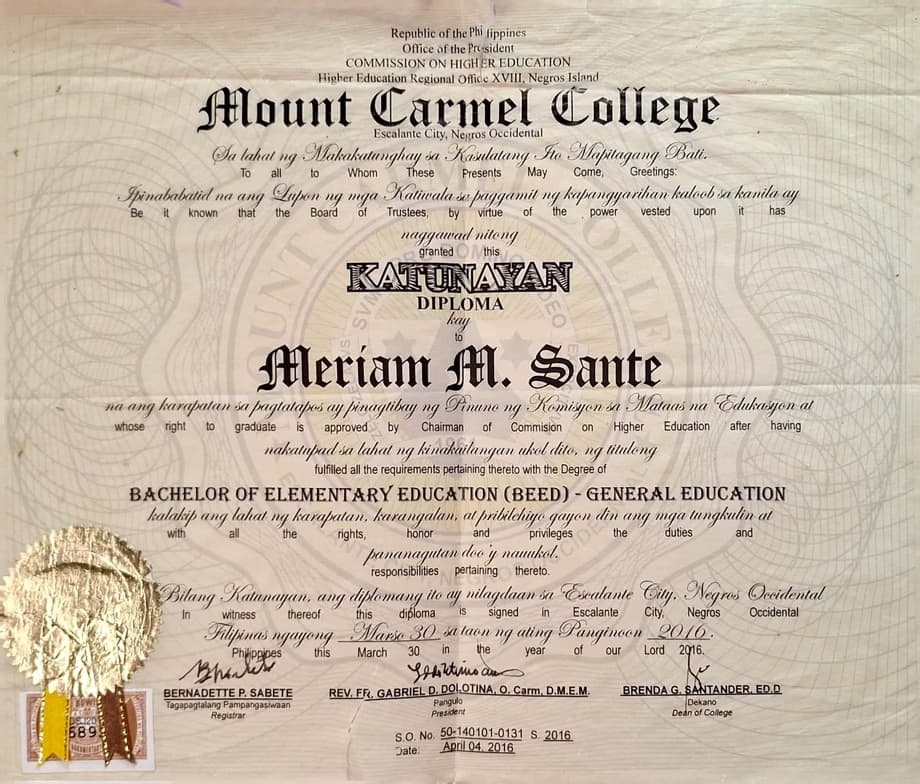 Republic of the Philippines
Office of the President
COMMISSION ON HIGHER EDUCATION
Higher Education Regional Office XVIII, Negros Island
Mount Carmel College
Escalante City, Negros Occidental
Sa lahat ng Makakatunghay sa Kasulatang Ito Mapitagang Bati.
To all to Whom These Presents May Come, Greetings:
Ipinababatid na ang Lupon ng mga Katiwala sa paggamit ng kapangyarihan kaloob sa kanila ay
Be it known that the Board of Trustees, by virtue of the power vested upon it has
naggawad nitong
granted this
KATUNAYAN
DIPLOMA
kay
to
Meriam M. Sante
na ang karapatan sa pagtatapos ay pinagtibay ng Pinuno ng Komisyon sa Mataas na Edukasyon at
whose right to graduate is approved by Chairman of Commision on Higher Education after having
nakatupad sa lahat ng kinakailangan ukol dito, ng titulong
fulfilled all the requirements pertaining thereto with the Degree of
BACHELOR OF ELEMENTARY EDUCATION (BEED) - GENERAL EDUCATION
kalakip ang lahat ng karapatan, karangalan, at pribilehiyo gayon din ang mga tungkulin at
with all the rights, honor and privileges the duties and
pananagutan doo'y nauukol.
responsibilities pertaining thereto.
Bilang Katunayan, ang diplomang ito ay nilagdaan sa Escalante City, Negros Occidental
In witness thereof this diploma is signed in Escalante City, Negros Occidental
Filipinas ngayong Marso 30 sa taon ng ating Panginoon 2016.
Philippines this March 30 in the year of our Lord 2016.
BERNADETTE P. SABETE REV. FR. GABRIEL D. DOLOTINA, O. Carm, D.M.E.M. BRENDA G. SANTANDER, ED.D
Tagapagtalang Pampangasiwaan Pangulo Dekano
Registrar President Dean of College
S.O. No. 50-140101-0131 S. 2016
Date: April 04, 2016